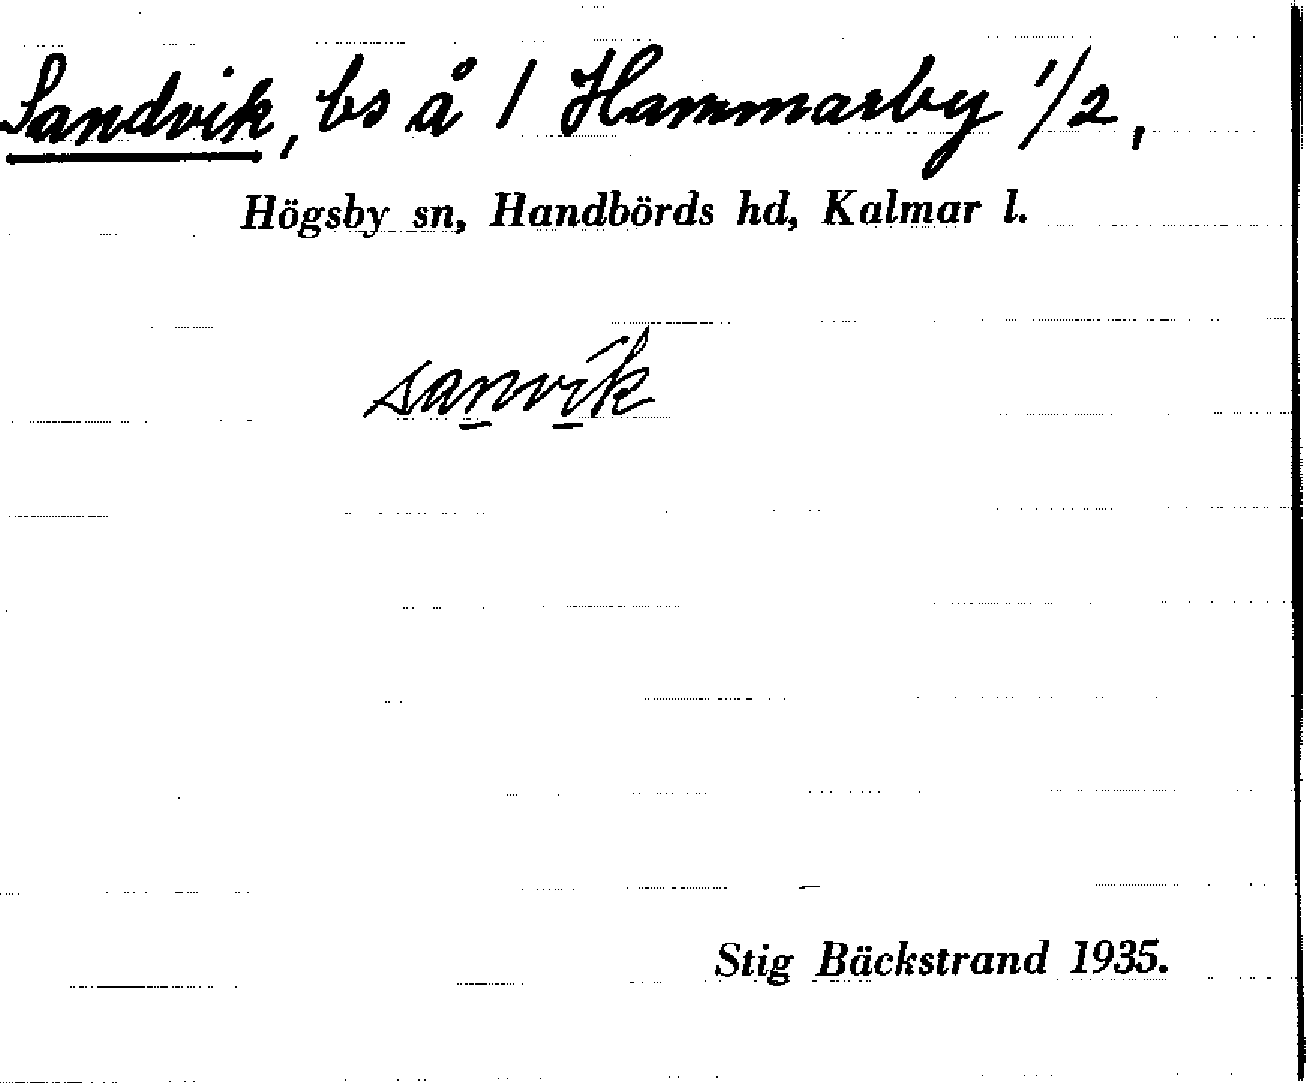 Sandvik, bs å 1 Hammarby 1/2,
Högsby sn, Handbörds hd, Kalmar l.
sanvik
Stig Bäckstrand 1935.